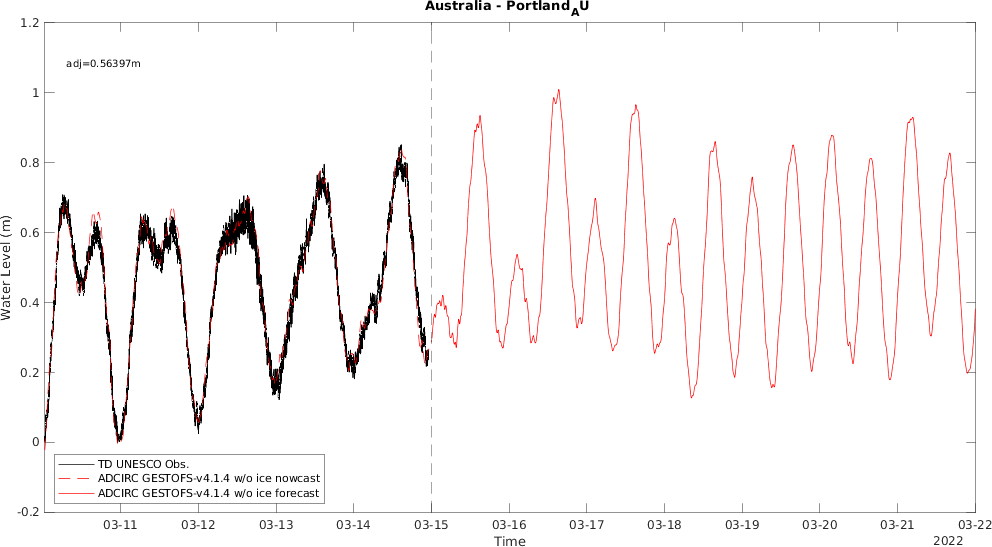 Australia - Portland_AU
adj=0.56397m
Water Level (m)
1.2
1
0.8
0.6
0.4
0.2
0
-0.2
TD UNESCO Obs.
ADCIRC GESTOFS-v4.1.4 w/o ice nowcast
ADCIRC GESTOFS-v4.1.4 w/o ice forecast
03-11 03-12 03-13 03-14 03-15 03-16 03-17 03-18 03-19 03-20 03-21 03-22
Time
2022